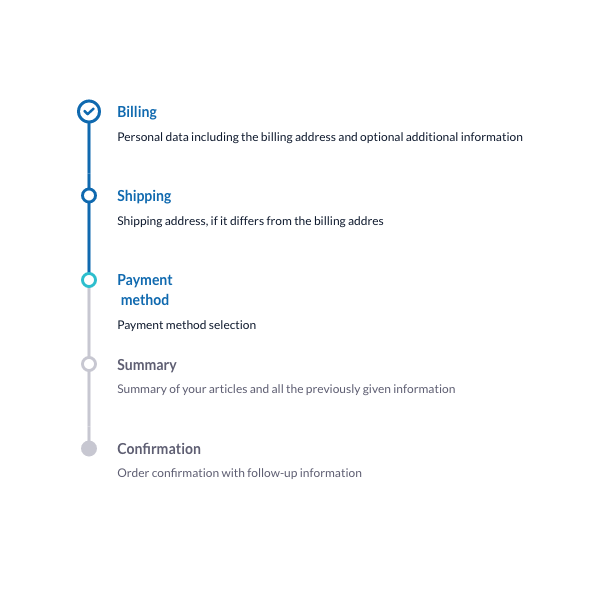 Billing
Personal data including the billing address and optional additional information
Shipping
Shipping address, if it differs from the billing addres
Payment
method
Payment method selection
Summary
Summary of your articles and all the previously given information
Confirmation
Order confirmation with follow-up information